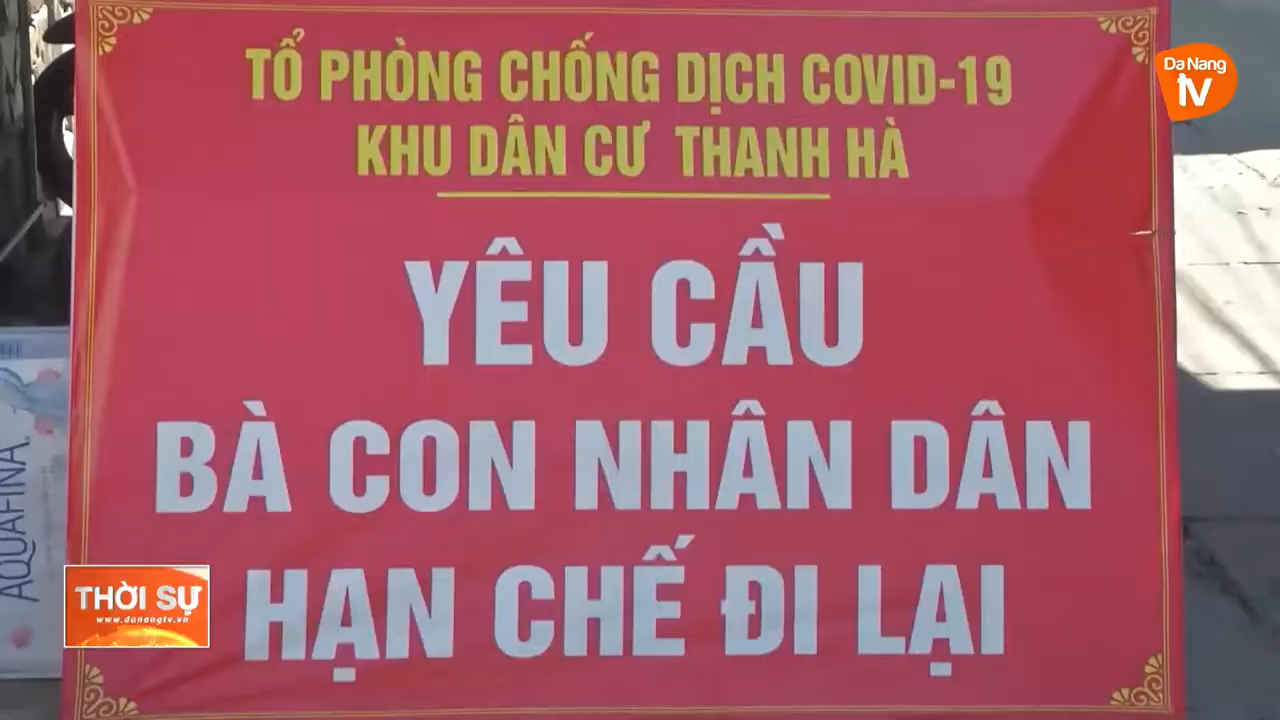 Da Nang
tv
TỔ PHÒNG CHỐNG DỊCH COVID-19
KHU DÂN CƯ THANH HÀ
YÊU CẦU
BÀ CON NHÂN DÂN
HẠN CHẾ ĐI LẠI
AQUAFINA
THỜI SỰ
www.danangtv.vn